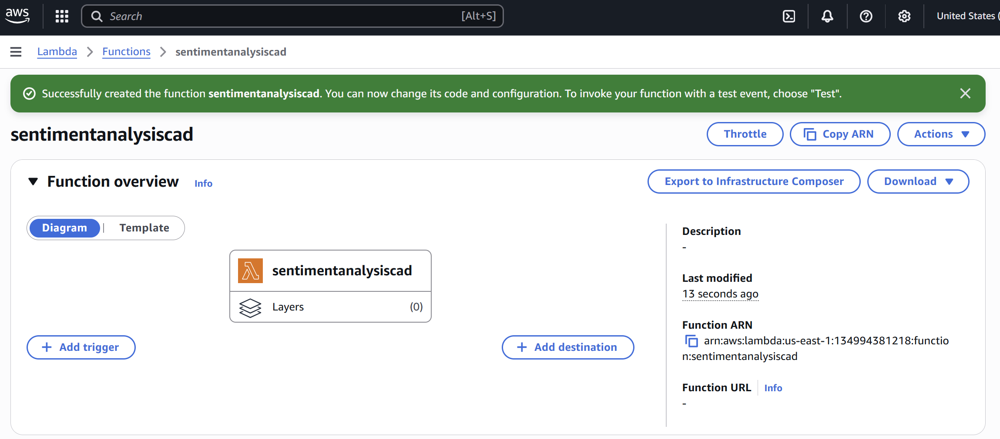 aws
Search [Alt+S]
United States (
Lambda Functions sentimentanalysiscad
Successfully created the function sentimentanalysiscad. You can now change its code and configuration. To invoke your function with a test event, choose "Test".
sentimentanalysiscad
Throttle Copy ARN Actions
Function overview Info
Export to Infrastructure Composer Download
Diagram | Template
sentimentanalysiscad
Layers (0)
+ Add trigger
+ Add destination
Description
-
Last modified
13 seconds ago
Function ARN
arn:aws:lambda:us-east-1:134994381218:functio
n:sentimentanalysiscad
Function URL Info
-